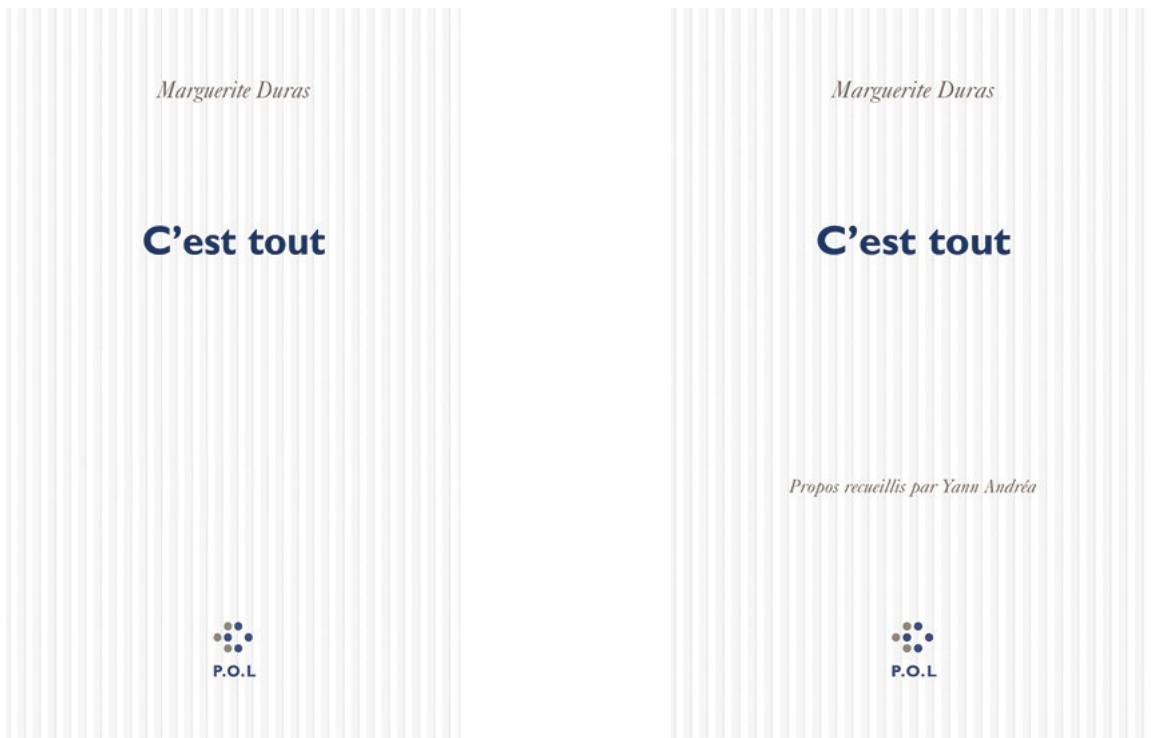 Marguerite Duras
C’est tout
P.O.L
Marguerite Duras
C’est tout
Propos recueillis par Yann Andréa
P.O.L